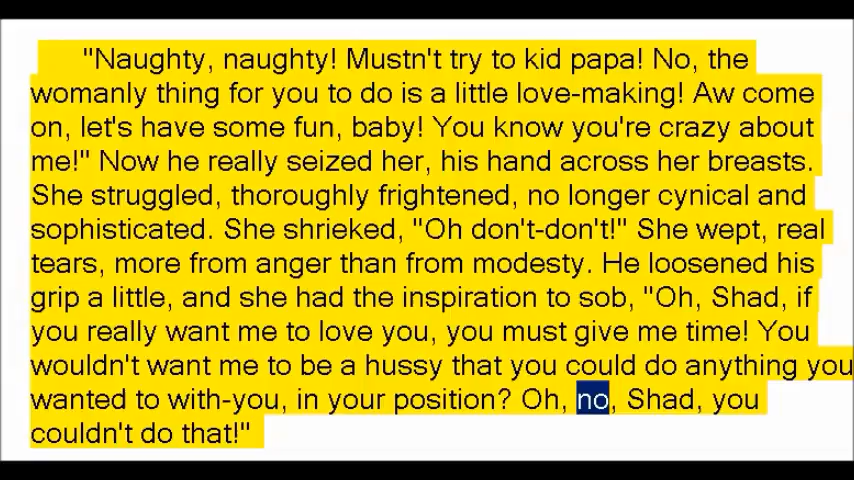 "Naughty, naughty! Mustn't try to kid papa! No, the
womanly thing for you to do is a little love-making! Aw come
on, let's have some fun, baby! You know you're crazy about
me!" Now he really seized her, his hand across her breasts.
She struggled, thoroughly frightened, no longer cynical and
sophisticated. She shrieked, "Oh don't-don't!" She wept, real
tears, more from anger than from modesty. He loosened his
grip a little, and she had the inspiration to sob, "Oh, Shad, if
you really want me to love you, you must give me time! You
wouldn't want me to be a hussy that you could do anything you
wanted to with-you, in your position? Oh, no, Shad, you
couldn't do that!"